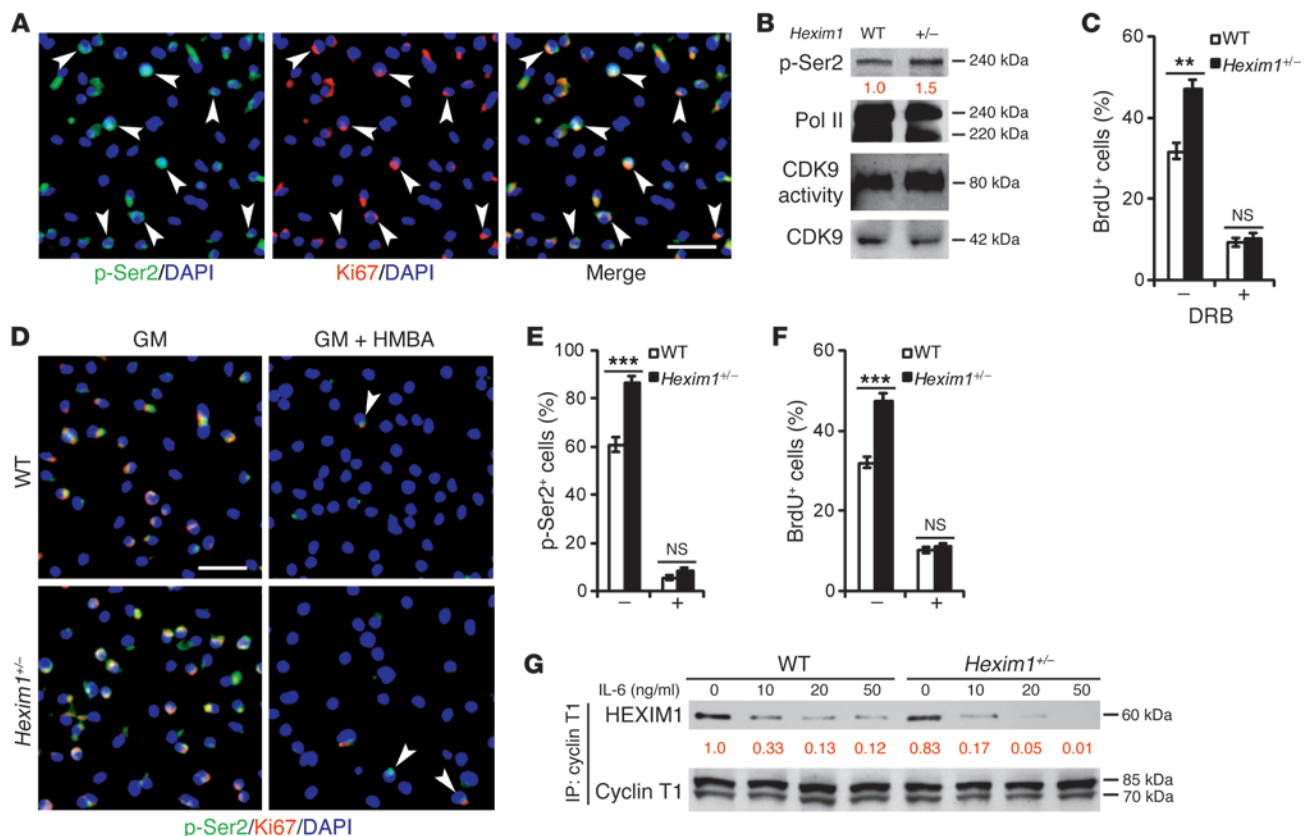 A
p-Ser2/DAPI
Ki67/DAPI
Merge
B
Hexim1 WT +/–
p-Ser2 240 kDa
1.0 1.5
Pol II 240 kDa
220 kDa
CDK9 activity 80 kDa
CDK9 42 kDa
C
WT
Hexim1+/–
BrdU+ cells (%)
60
40
20
0
**
NS
– +
DRB
D
GM GM + HMBA
WT
Hexim1+/–
p-Ser2/Ki67/DAPI
E
WT
Hexim1+/–
p-Ser2+ cells (%)
100
80
60
40
20
0
***
NS
– +
F
WT
Hexim1+/–
BrdU+ cells (%)
60
40
20
0
***
NS
– +
G
WT Hexim1+/–
IL-6 (ng/ml) 0 10 20 50 0 10 20 50
IP: cyclin T1
HEXIM1 60 kDa
1.0 0.33 0.13 0.12 0.83 0.17 0.05 0.01
Cyclin T1 85 kDa
70 kDa